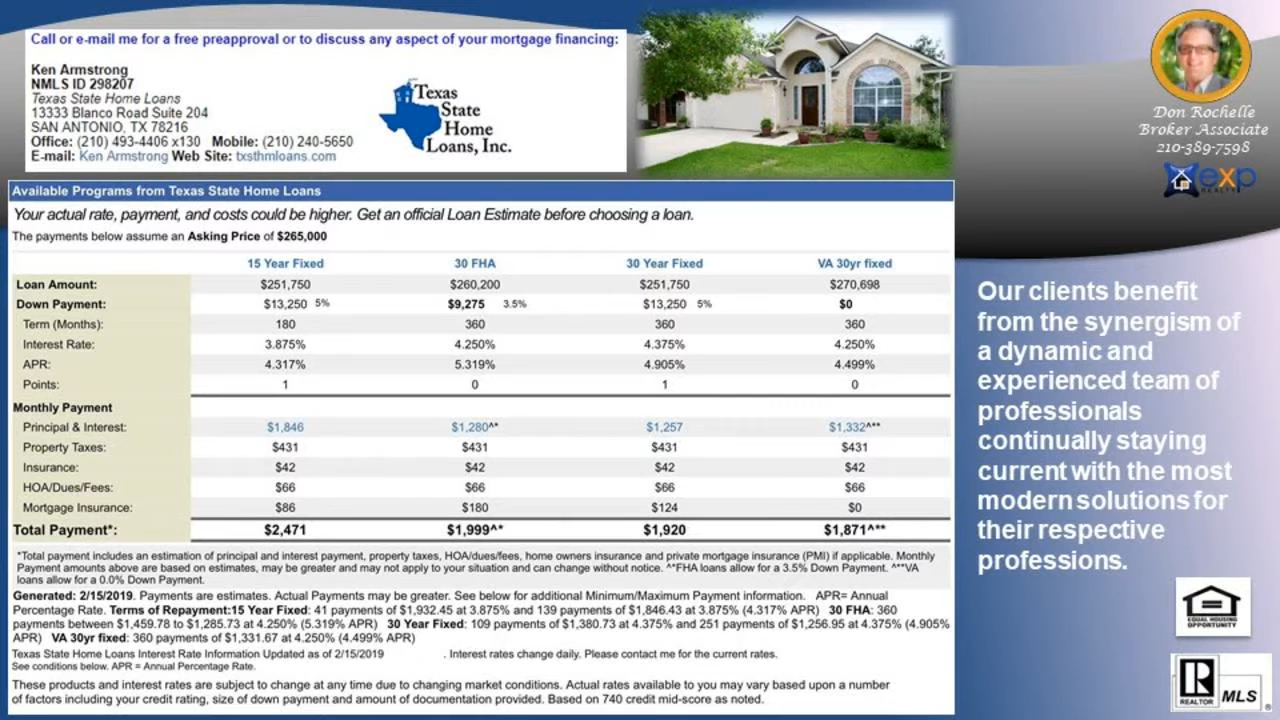 Call or e-mail me for a free preapproval or to discuss any aspect of your mortgage financing:
Ken Armstrong
NMLS ID 298207
Texas State Home Loans
13333 Blanco Road Suite 204
SAN ANTONIO, TX 78216
Office: (210) 493-4406 x130 Mobile: (210) 240-5650
E-mail: Ken Armstrong Web Site: txsthmloans.com
Texas
State
Home
Loans, Inc.
Don Rochelle
Broker Associate
210-389-7598
exp
REALTY
Available Programs from Texas State Home Loans
Your actual rate, payment, and costs could be higher. Get an official Loan Estimate before choosing a loan.
The payments below assume an Asking Price of $265,000
15 Year Fixed 30 FHA 30 Year Fixed VA 30yr fixed
Loan Amount: $251,750 $260,200 $251,750 $270,698
Down Payment: $13,250 5% $9,275 3.5% $13,250 5% $0
Term (Months): 180 360 360 360
Interest Rate: 3.875% 4.250% 4.375% 4.250%
APR: 4.317% 5.319% 4.905% 4.499%
Points: 1 0 1 0
Monthly Payment
Principal & Interest: $1,846 $1,280^* $1,257 $1,332^**
Property Taxes: $431 $431 $431 $431
Insurance: $42 $42 $42 $42
HOA/Dues/Fees: $66 $66 $66 $66
Mortgage Insurance: $86 $180 $124 $0
Total Payment*: $2,471 $1,999^* $1,920 $1,871^**
*Total payment includes an estimation of principal and interest payment, property taxes, HOA/dues/fees, home owners insurance and private mortgage insurance (PMI) if applicable. Monthly
Payment amounts above are based on estimates, may be greater and may not apply to your situation and can change without notice. ^*FHA loans allow for a 3.5% Down Payment. ^**VA
loans allow for a 0.0% Down Payment.
Generated: 2/15/2019. Payments are estimates. Actual Payments may be greater. See below for additional Minimum/Maximum Payment information. APR= Annual
Percentage Rate. Terms of Repayment:15 Year Fixed: 41 payments of $1,932.45 at 3.875% and 139 payments of $1,846.43 at 3.875% (4.317% APR) 30 FHA: 360
payments between $1,459.78 to $1,285.73 at 4.250% (5.319% APR) 30 Year Fixed: 109 payments of $1,380.73 at 4.375% and 251 payments of $1,256.95 at 4.375% (4.905%
APR) VA 30yr fixed: 360 payments of $1,331.67 at 4.250% (4.499% APR)
Texas State Home Loans Interest Rate Information Updated as of 2/15/2019 . Interest rates change daily. Please contact me for the current rates.
See conditions below. APR = Annual Percentage Rate.
These products and interest rates are subject to change at any time due to changing market conditions. Actual rates available to you may vary based upon a number
of factors including your credit rating, size of down payment and amount of documentation provided. Based on 740 credit mid-score as noted.
Our clients benefit
from the synergism of
a dynamic and
experienced team of
professionals
continually staying
current with the most
modern solutions for
their respective
professions.
EQUAL HOUSING
OPPORTUNITY
R
REALTOR
MLS
®